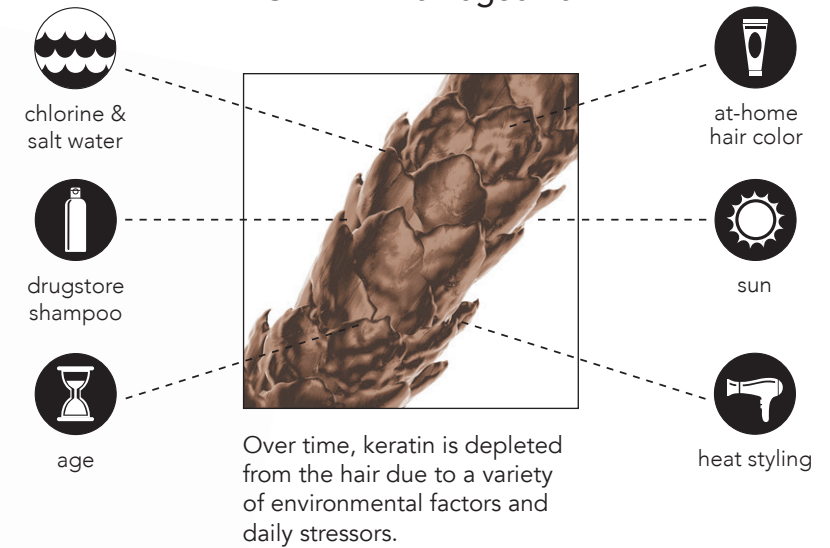 chlorine &
salt water
at-home
hair color
drugstore
shampoo
sun
age
heat styling
Over time, keratin is depleted
from the hair due to a variety
of environmental factors and
daily stressors.